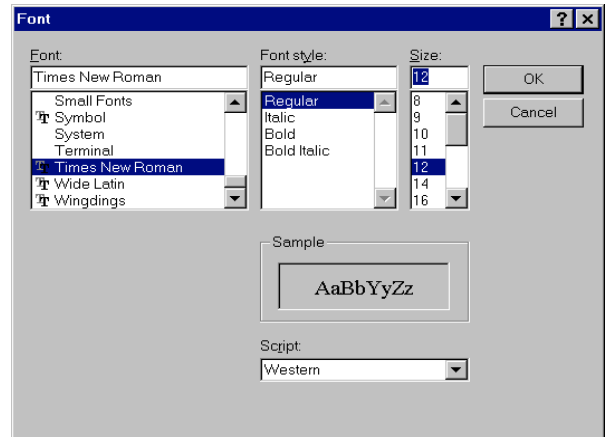 Font
Font: Font style: Size:
Times New Roman Regular 12 OK
Small Fonts Regular 8 Cancel
Symbol Italic 9
System Bold 10
Terminal Bold Italic 11
Times New Roman 12
Wide Latin 14
Wingdings 16
Sample
AaBbYyZz
Script:
Western